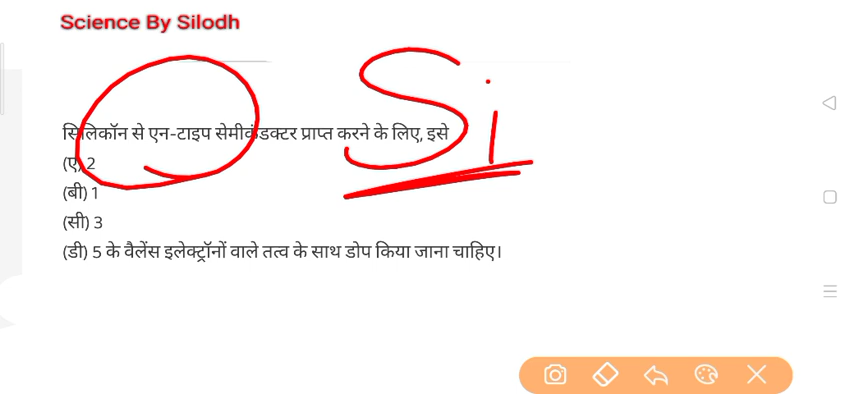 Science By Silodh
Si
सिलिकॉन से एन-टाइप सेमीकंडक्टर प्राप्त करने के लिए, इसे
(ए) 2
(बी) 1
(सी) 3
(डी) 5 के वैलेंस इलेक्ट्रॉनों वाले तत्व के साथ डोप किया जाना चाहिए।